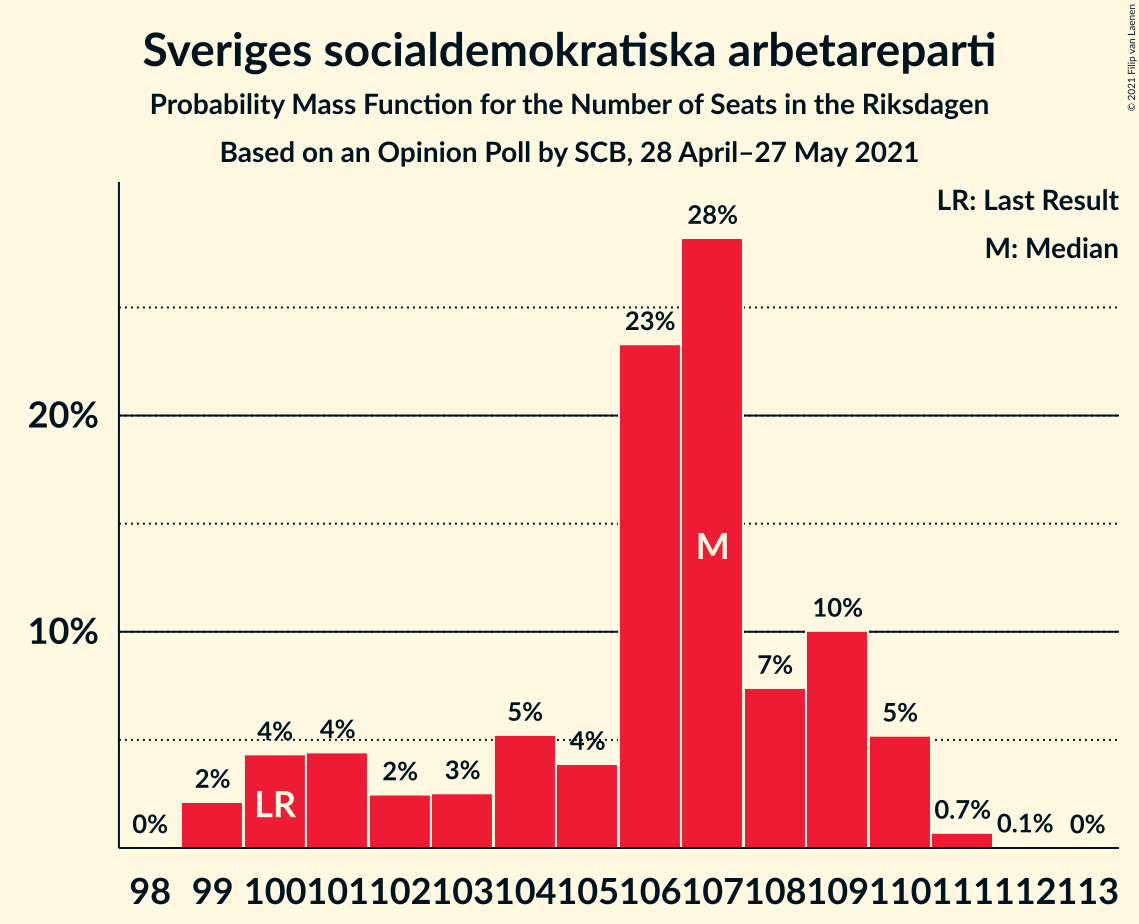 Sveriges socialdemokratiska arbetareparti
Probability Mass Function for the Number of Seats in the Riksdagen
Based on an Opinion Poll by SCB, 28 April–27 May 2021
© 2021 Filip van Laenen
LR: Last Result
M: Median
20%
10%
0%
2%
4%
4%
2%
3%
5%
4%
23%
28%
7%
10%
5%
0.7%
0.1%
0%
LR
M
98 99 100 101 102 103 104 105 106 107 108 109 110 111 112 113